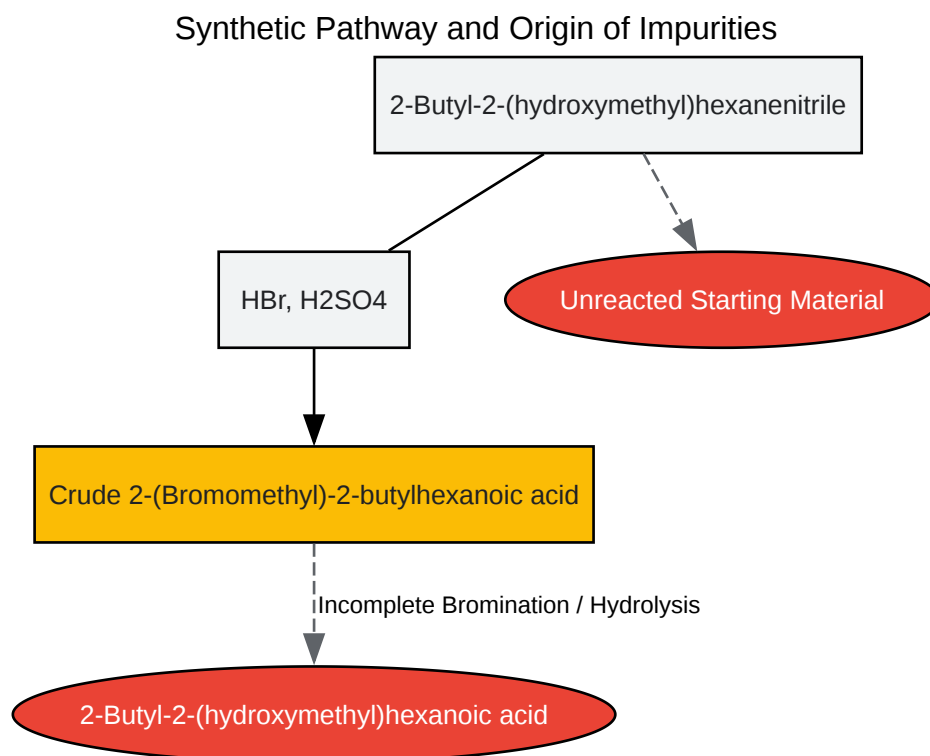 Synthetic Pathway and Origin of Impurities
2-Butyl-2-(hydroxymethyl)hexanenitrile
HBr, H2SO4
Unreacted Starting Material
Crude 2-(Bromomethyl)-2-butylhexanoic acid
Incomplete Bromination / Hydrolysis
2-Butyl-2-(hydroxymethyl)hexanoic acid